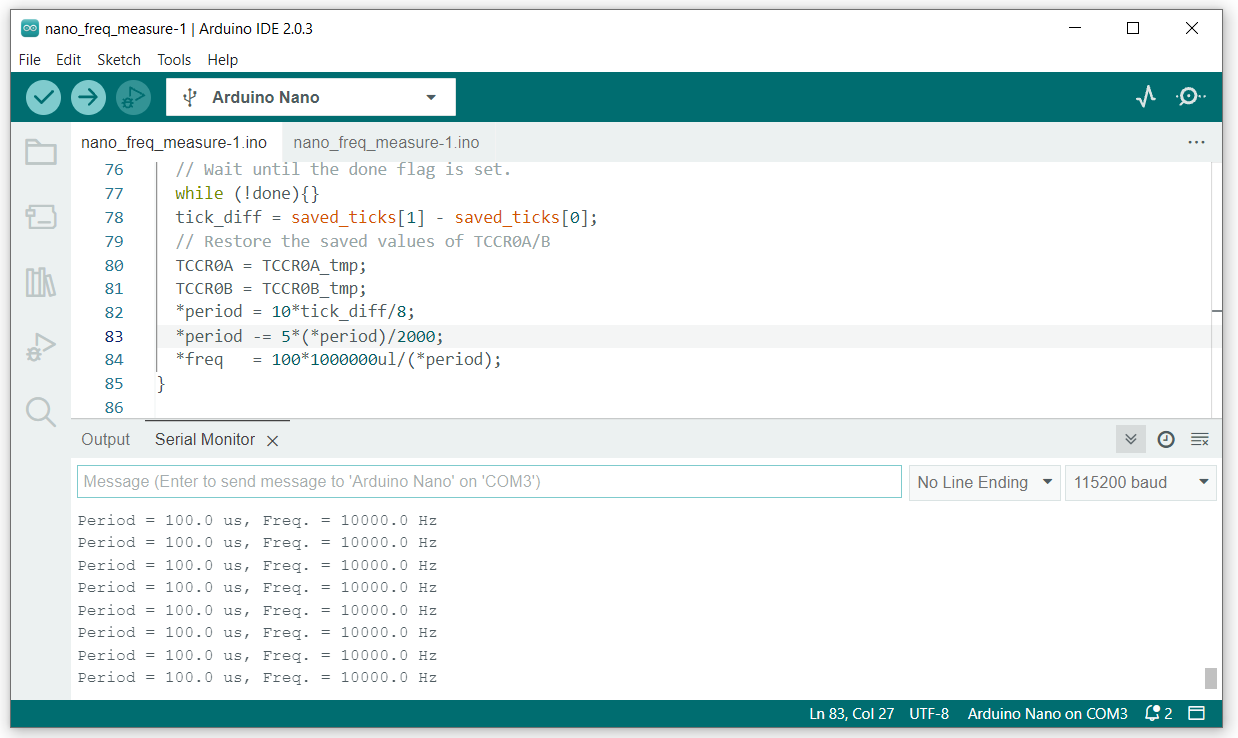 nano_freq_measure-1 | Arduino IDE 2.0.3
File Edit Sketch Tools Help
Arduino Nano
nano_freq_measure-1.ino nano_freq_measure-1.ino
76 // Wait until the done flag is set.
77 while (!done){}
78 tick_diff = saved_ticks[1] - saved_ticks[0];
79 // Restore the saved values of TCCR0A/B
80 TCCR0A = TCCR0A_tmp;
81 TCCR0B = TCCR0B_tmp;
82 *period = 10*tick_diff/8;
83 *period -= 5*(*period)/2000;
84 *freq   = 100*1000000ul/(*period);
85 }
86
Output Serial Monitor
Message (Enter to send message to 'Arduino Nano' on 'COM3') No Line Ending 115200 baud
Period = 100.0 us, Freq. = 10000.0 Hz
Period = 100.0 us, Freq. = 10000.0 Hz
Period = 100.0 us, Freq. = 10000.0 Hz
Period = 100.0 us, Freq. = 10000.0 Hz
Period = 100.0 us, Freq. = 10000.0 Hz
Period = 100.0 us, Freq. = 10000.0 Hz
Period = 100.0 us, Freq. = 10000.0 Hz
Period = 100.0 us, Freq. = 10000.0 Hz
Ln 83, Col 27 UTF-8 Arduino Nano on COM3 2